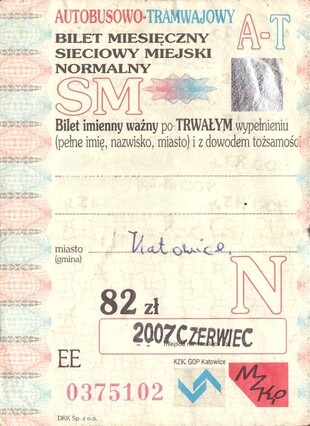 AUTOBUSOWO-TRAMWAJOWY
BILET MIESIĘCZNY
SIECIOWY MIEJSKI
NORMALNY
A-T
SM
Bilet imienny ważny po TRWAŁYM wypełnieniu
(pełne imię, nazwisko, miasto) i z dowodem tożsamości
miasto Katowice
(gmina)
82 zł
N
2007 CZERWIEC
EE
KZK GOP Katowice
MZKP
0375102
DKK Sp. z o.o.